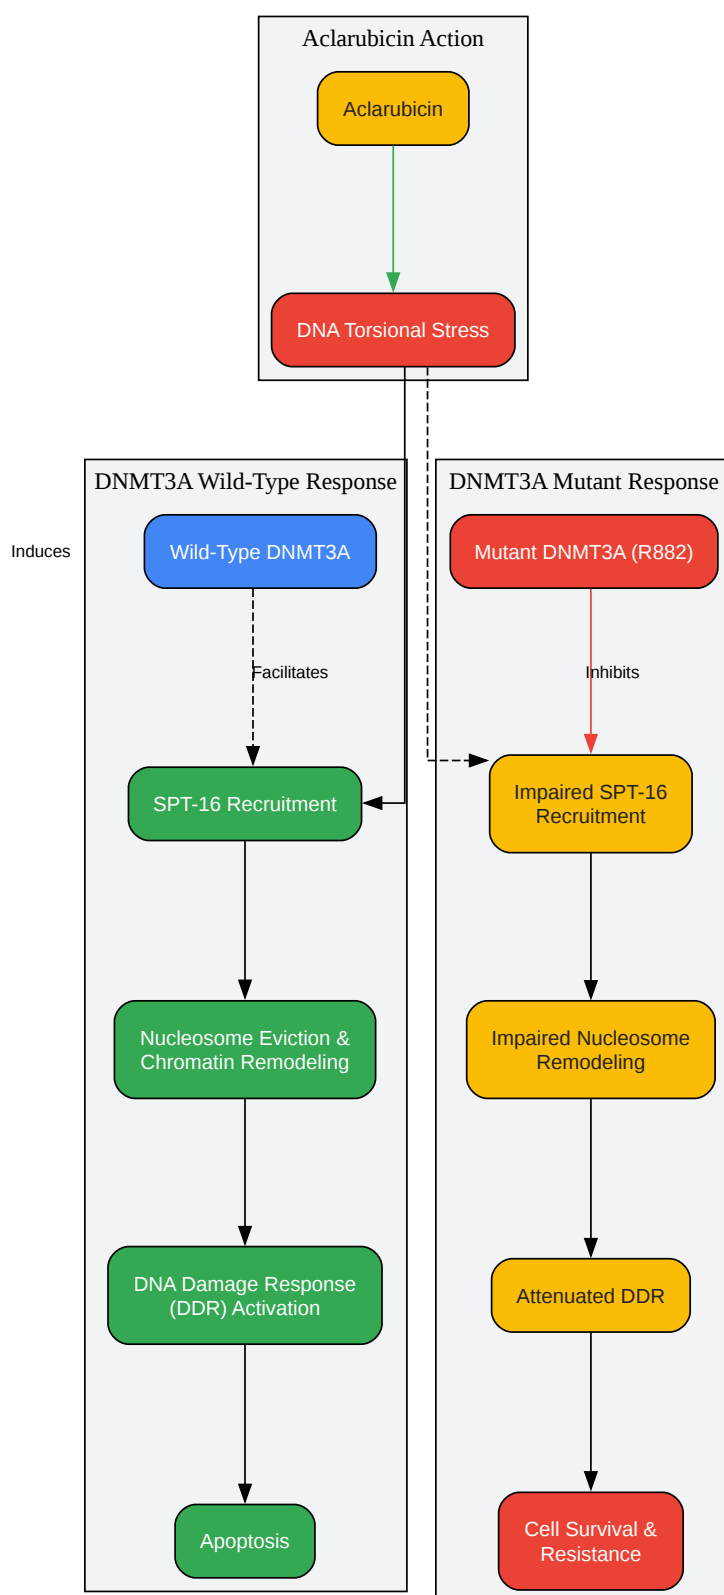 Aclarubicin Action
Aclarubicin
DNA Torsional Stress
DNMT3A Wild-Type Response
Wild-Type DNMT3A
Induces
Facilitates
SPT-16 Recruitment
Nucleosome Eviction &
Chromatin Remodeling
DNA Damage Response
(DDR) Activation
Apoptosis
DNMT3A Mutant Response
Mutant DNMT3A (R882)
Inhibits
Impaired SPT-16
Recruitment
Impaired Nucleosome
Remodeling
Attenuated DDR
Cell Survival &
Resistance